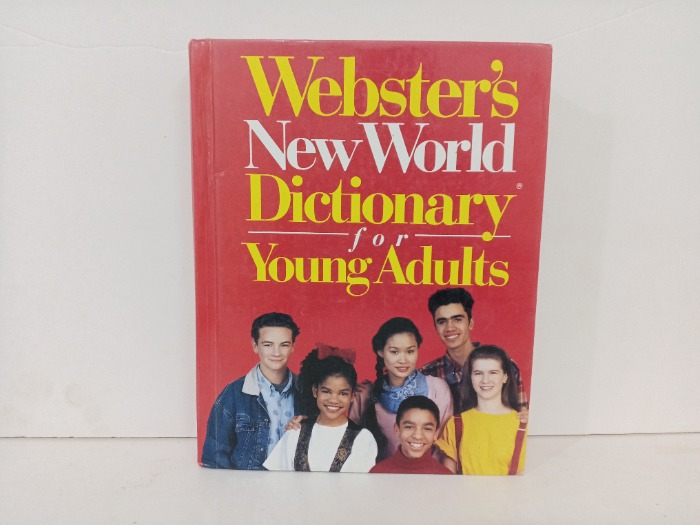 Webster's
New World
Dictionary®
for
Young Adults